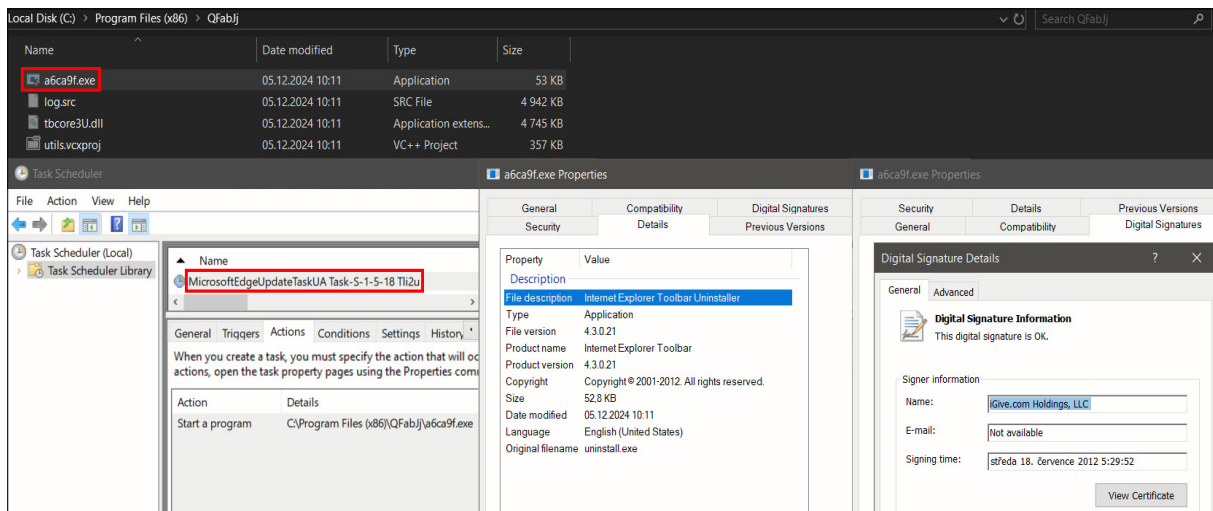 Local Disk (C:) > Program Files (x86) > QFabJj
Search QFabJj
Name Date modified Type Size
a6ca9f.exe 05.12.2024 10:11 Application 53 KB
log.src 05.12.2024 10:11 SRC File 4 942 KB
tbcore3U.dll 05.12.2024 10:11 Application extens... 4 745 KB
utils.vcxproj 05.12.2024 10:11 VC++ Project 357 KB
Task Scheduler
File Action View Help
Task Scheduler (Local)
Task Scheduler Library
Name
MicrosoftEdgeUpdateTaskUA Task-S-1-5-18 Tli2u
General Triggers Actions Conditions Settings History
When you create a task, you must specify the action that will oc
actions, open the task property pages using the Properties com
Action Details
Start a program C:\Program Files (x86)\QFabJj\a6ca9f.exe
a6ca9f.exe Properties
General Compatibility Digital Signatures
Security Details Previous Versions
Property Value
Description
File description Internet Explorer Toolbar Uninstaller
Type Application
File version 4.3.0.21
Product name Internet Explorer Toolbar
Product version 4.3.0.21
Copyright Copyright © 2001-2012. All rights reserved.
Size 52,8 KB
Date modified 05.12.2024 10:11
Language English (United States)
Original filename uninstall.exe
a6ca9f.exe Properties
Security Details Previous Versions
General Compatibility Digital Signatures
Digital Signature Details ? X
General Advanced
Digital Signature Information
This digital signature is OK.
Signer information
Name: iGive.com Holdings, LLC
E-mail: Not available
Signing time: středa 18. července 2012 5:29:52
View Certificate